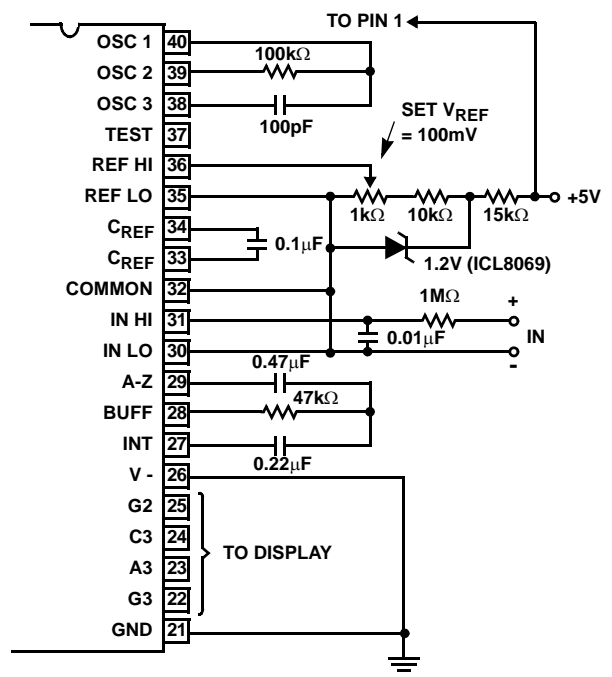 TO PIN 1
OSC 1 40
100kΩ
OSC 2 39
OSC 3 38
100pF
SET VREF
= 100mV
TEST 37
REF HI 36
REF LO 35
1kΩ 10kΩ 15kΩ
+5V
CREF 34
0.1μF
CREF 33
1.2V (ICL8069)
COMMON 32
1MΩ
+
IN HI 31
0.01μF
IN
IN LO 30
-
0.47μF
A-Z 29
47kΩ
BUFF 28
INT 27
0.22μF
V - 26
G2 25
C3 24
TO DISPLAY
A3 23
G3 22
GND 21